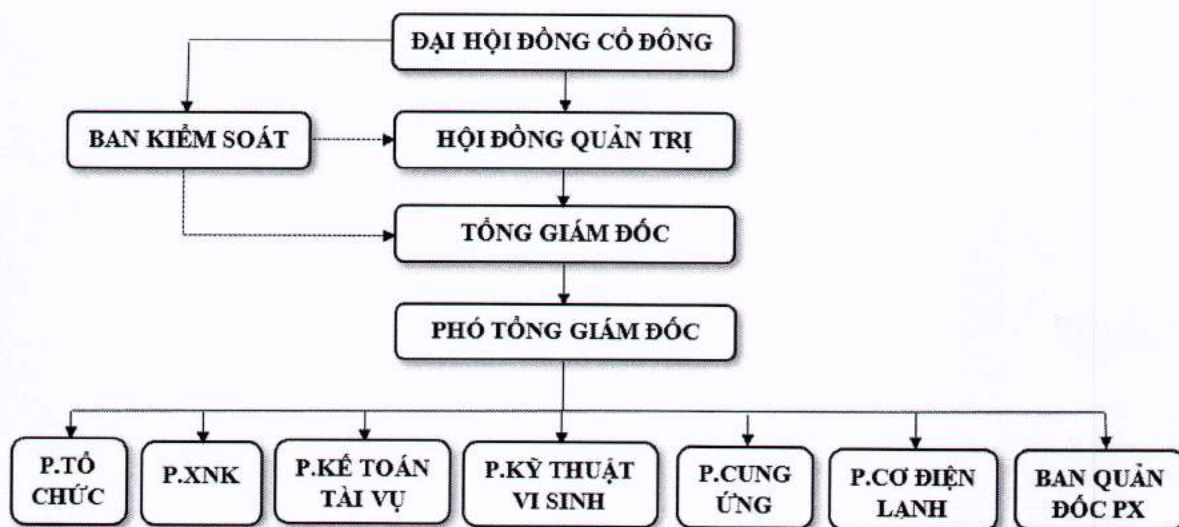 ĐẠI HỘI ĐỒNG CỔ ĐÔNG
BAN KIỂM SOÁT
HỘI ĐỒNG QUẢN TRỊ
TỔNG GIÁM ĐỐC
PHÓ TỔNG GIÁM ĐỐC
P.TỔ
CHỨC
P.XNK
P.KẾ TOÁN
TÀI VỤ
P.KỸ THUẬT
VI SINH
P.CUNG
ỨNG
P.CƠ ĐIỆN
LẠNH
BAN QUẢN
ĐỐC PX